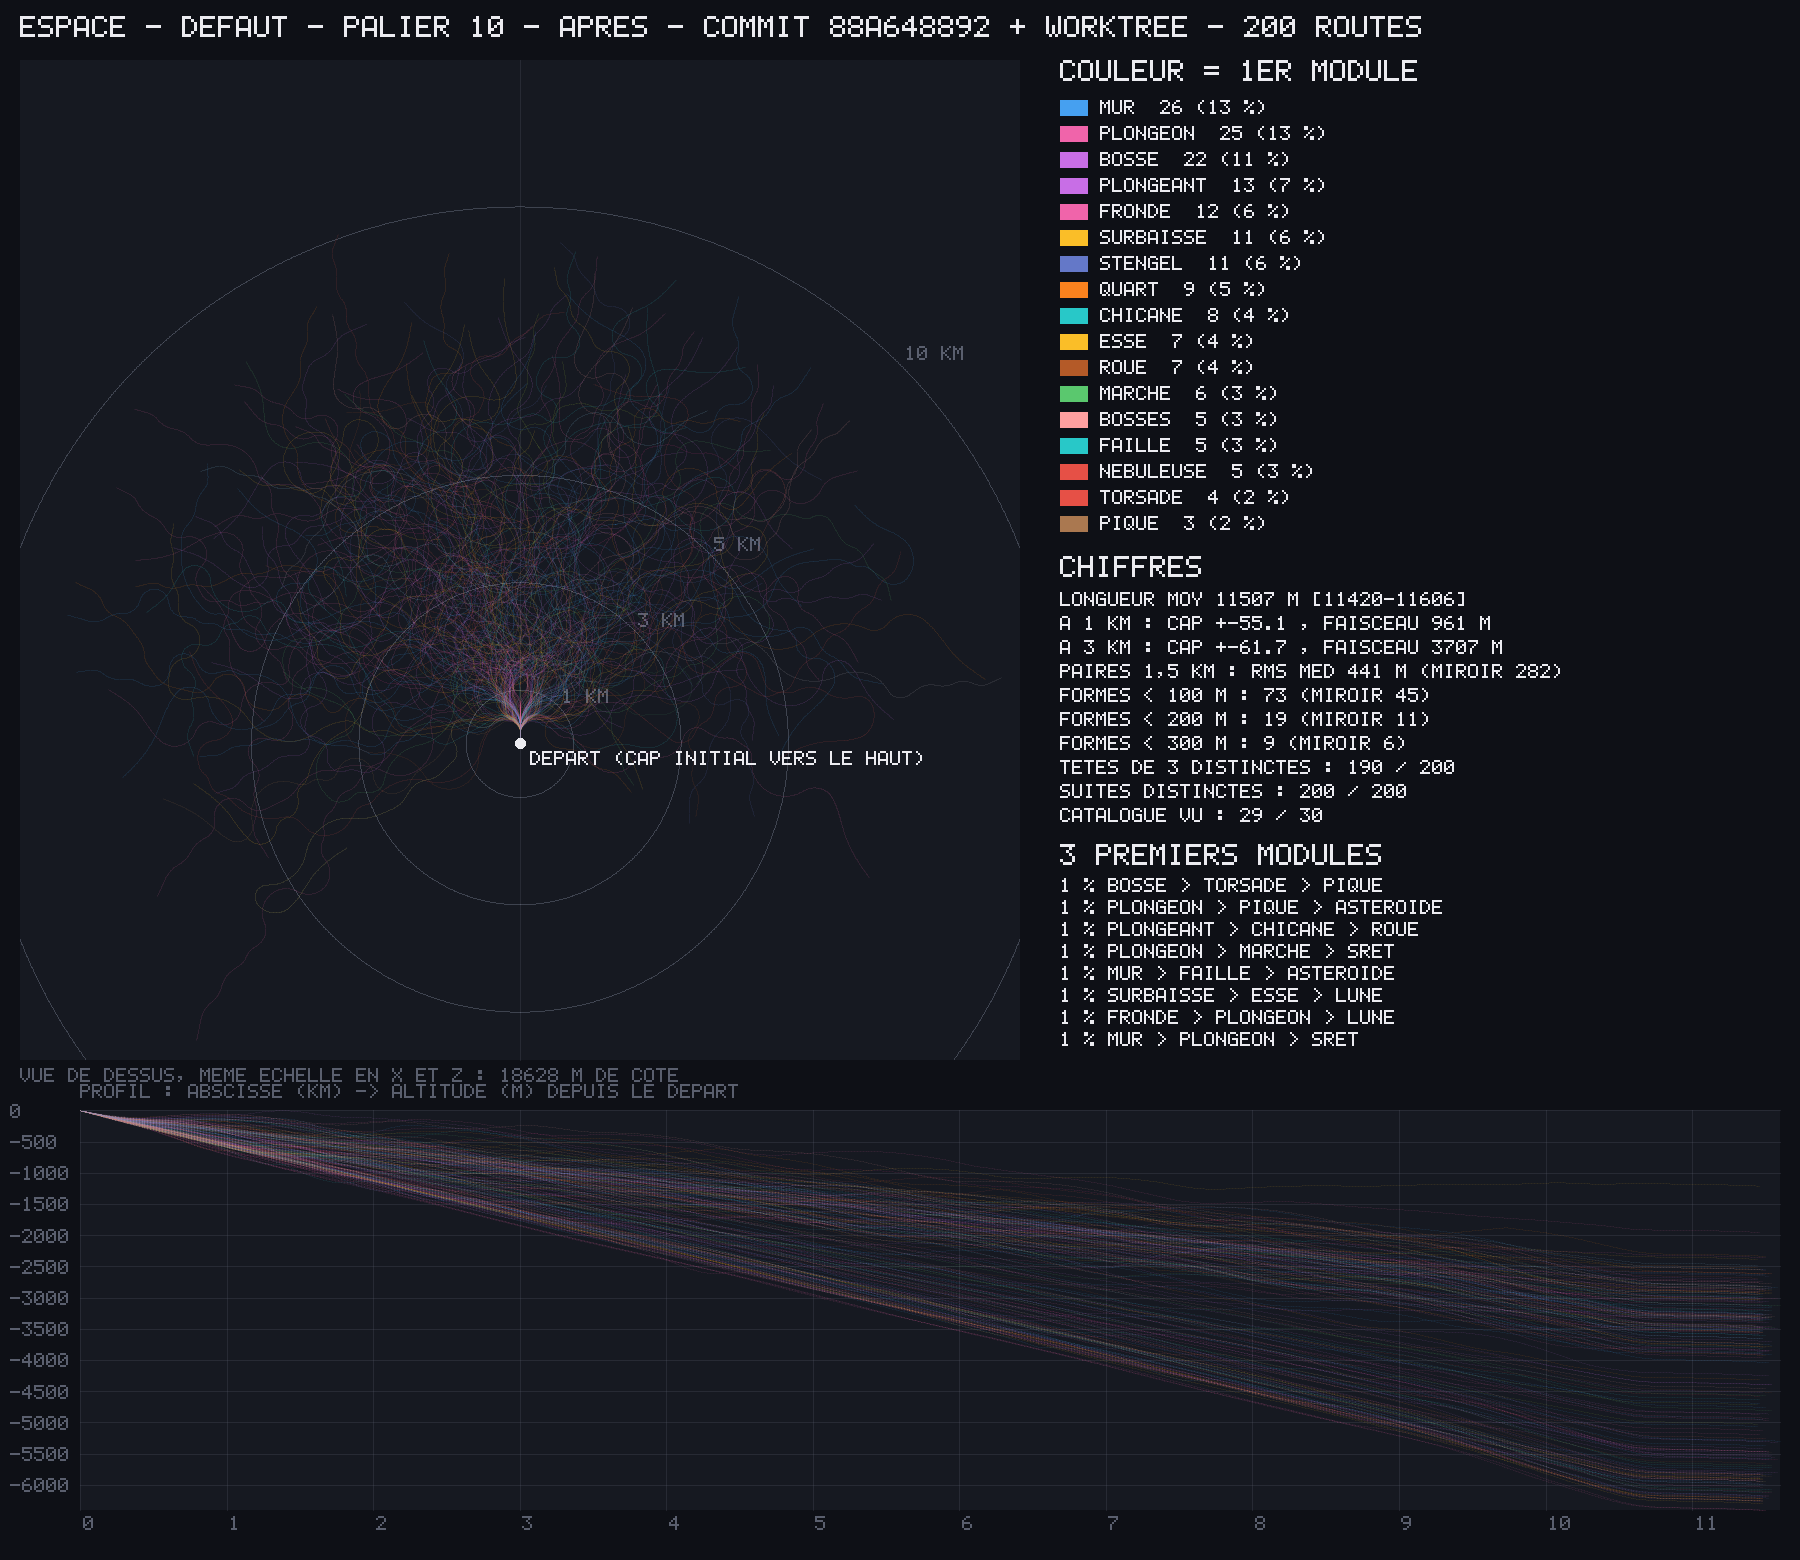 ESPACE - DEFAUT - PALIER 10 - APRES - COMMIT 88A648892 + WORKTREE - 200 ROUTES
COULEUR = 1ER MODULE
MUR 26 (13 %)
PLONGEON 25 (13 %)
BOSSE 22 (11 %)
PLONGEANT 13 (7 %)
FRONDE 12 (6 %)
SURBAISSE 11 (6 %)
STENGEL 11 (6 %)
QUART 9 (5 %)
CHICANE 8 (4 %)
ESSE 7 (4 %)
ROUE 7 (4 %)
MARCHE 6 (3 %)
BOSSES 5 (3 %)
FAILLE 5 (3 %)
NEBULEUSE 5 (3 %)
TORSADE 4 (2 %)
PIQUE 3 (2 %)
10 KM
5 KM
3 KM
1 KM
DEPART (CAP INITIAL VERS LE HAUT)
CHIFFRES
LONGUEUR MOY 11507 M [11420-11606]
A 1 KM : CAP +-55.1 , FAISCEAU 961 M
A 3 KM : CAP +-61.7 , FAISCEAU 3707 M
PAIRES 1,5 KM : RMS MED 441 M (MIROIR 282)
FORMES < 100 M : 73 (MIROIR 45)
FORMES < 200 M : 19 (MIROIR 11)
FORMES < 300 M : 9 (MIROIR 6)
TETES DE 3 DISTINCTES : 190 / 200
SUITES DISTINCTES : 200 / 200
CATALOGUE VU : 29 / 30
3 PREMIERS MODULES
1 % BOSSE > TORSADE > PIQUE
1 % PLONGEON > PIQUE > ASTEROIDE
1 % PLONGEANT > CHICANE > ROUE
1 % PLONGEON > MARCHE > SRET
1 % MUR > FAILLE > ASTEROIDE
1 % SURBAISSE > ESSE > LUNE
1 % FRONDE > PLONGEON > LUNE
1 % MUR > PLONGEON > SRET
VUE DE DESSUS, MEME ECHELLE EN X ET Z : 18628 M DE COTE
PROFIL : ABSCISSE (KM) -> ALTITUDE (M) DEPUIS LE DEPART
0
-500
-1000
-1500
-2000
-2500
-3000
-3500
-4000
-4500
-5000
-5500
-6000
0 1 2 3 4 5 6 7 8 9 10 11